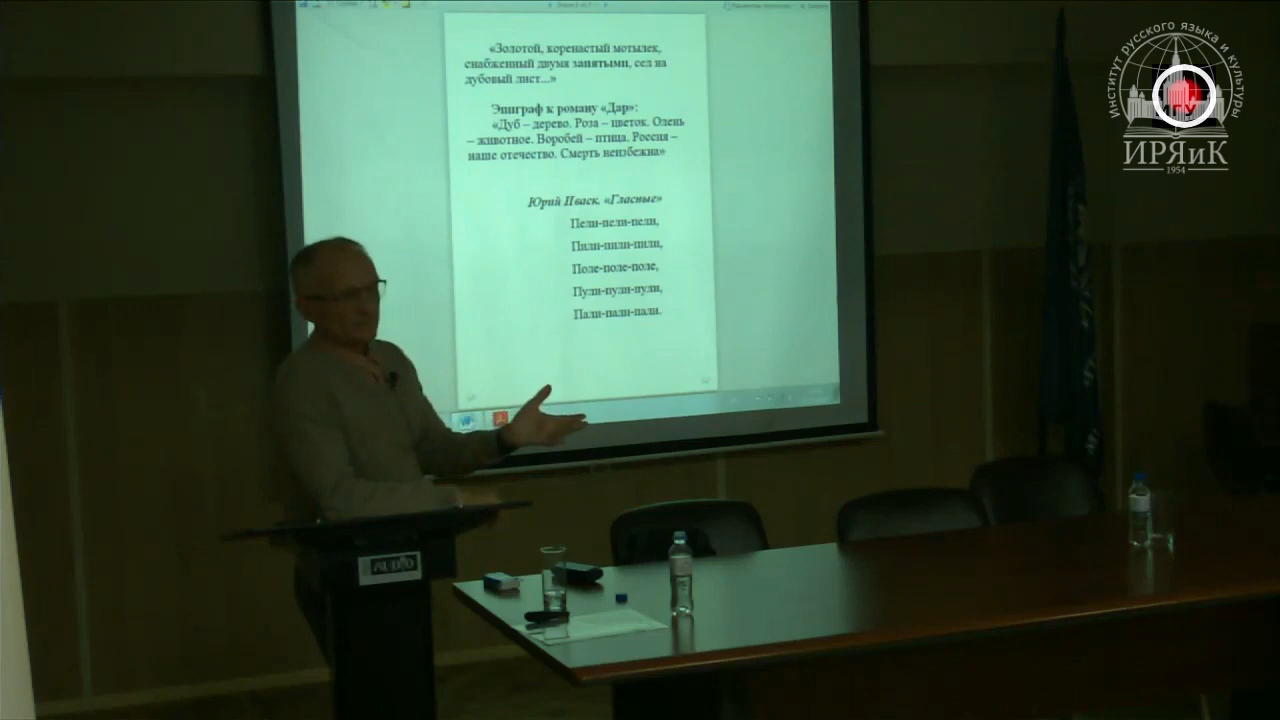 «Золотой, коренастый мотылек,
снабженный двумя запятыми, сел на
дубовый лист...»
Эпиграф к роману «Дар»:
«Дуб – дерево. Роза – цветок. Олень
– животное. Воробей – птица. Россия –
наше отечество. Смерть неизбежна»
Юрий Иваск. «Гласные»
Пели-пели-пели,
Пили-пили-пили,
Поле-поле-поле,
Пули-пули-пули,
Пали-пали-пали.
AUDIO
Институт русского языка и культуры
МГУ
ИРЯиК
1954